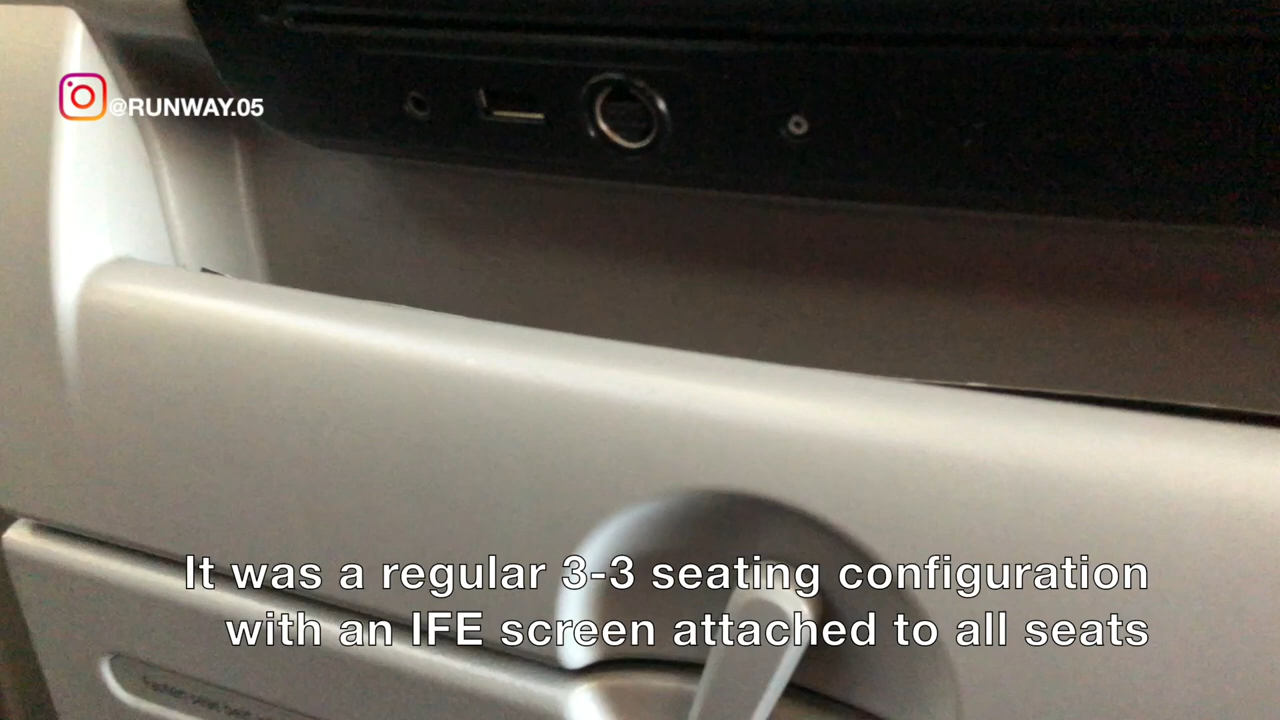 @RUNWAY.05
It was a regular 3-3 seating configuration
with an IFE screen attached to all seats